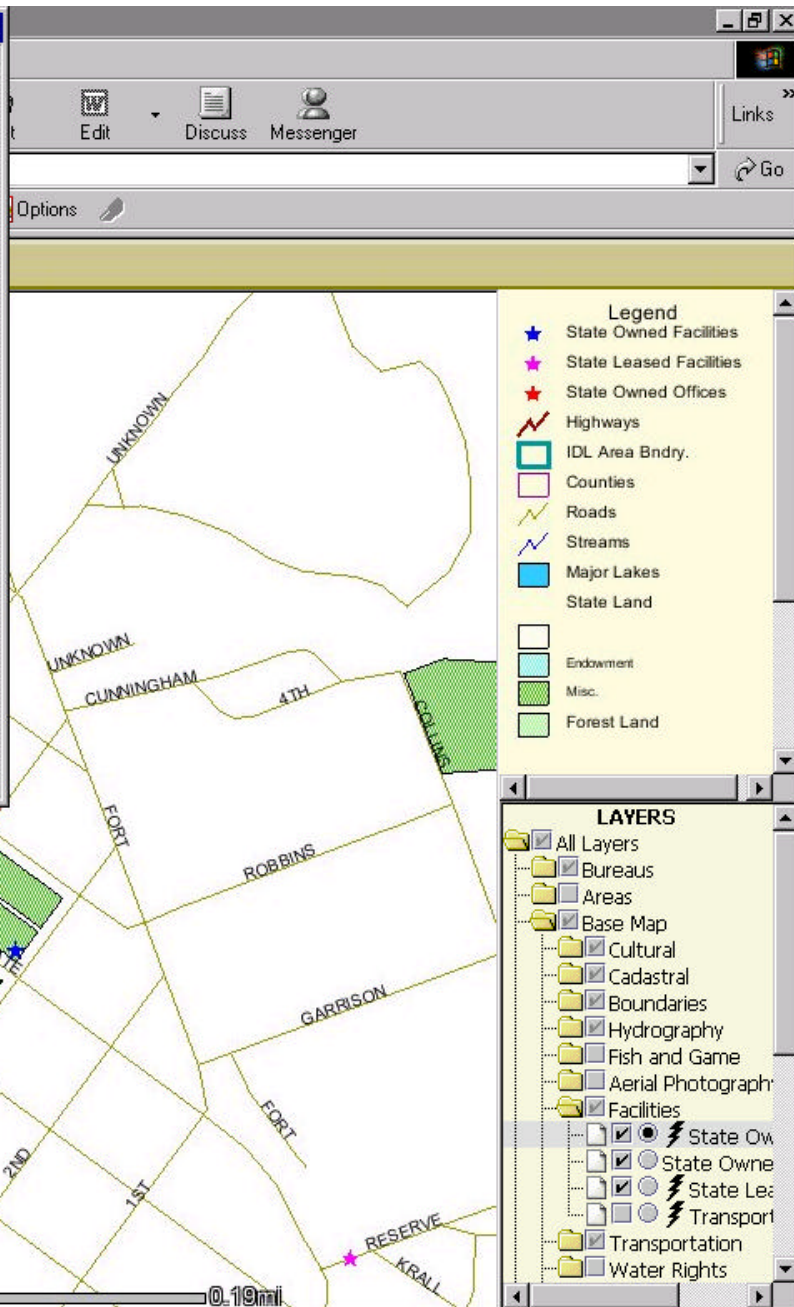 Edit
Discuss
Messenger
Links
Go
Options
UNKNOWN
UNKNOWN
CUNNINGHAM
4TH
COLLINS
FORT
ROBBINS
GARRISON
FORT
2ND
1ST
RESERVE
KRALL
0.19mi
Legend
State Owned Facilities
State Leased Facilities
State Owned Offices
Highways
IDL Area Bndry.
Counties
Roads
Streams
Major Lakes
State Land
Endowment
Misc.
Forest Land
LAYERS
All Layers
Bureaus
Areas
Base Map
Cultural
Cadastral
Boundaries
Hydrography
Fish and Game
Aerial Photograph
Facilities
State Ow
State Owne
State Lea
Transport
Transportation
Water Rights